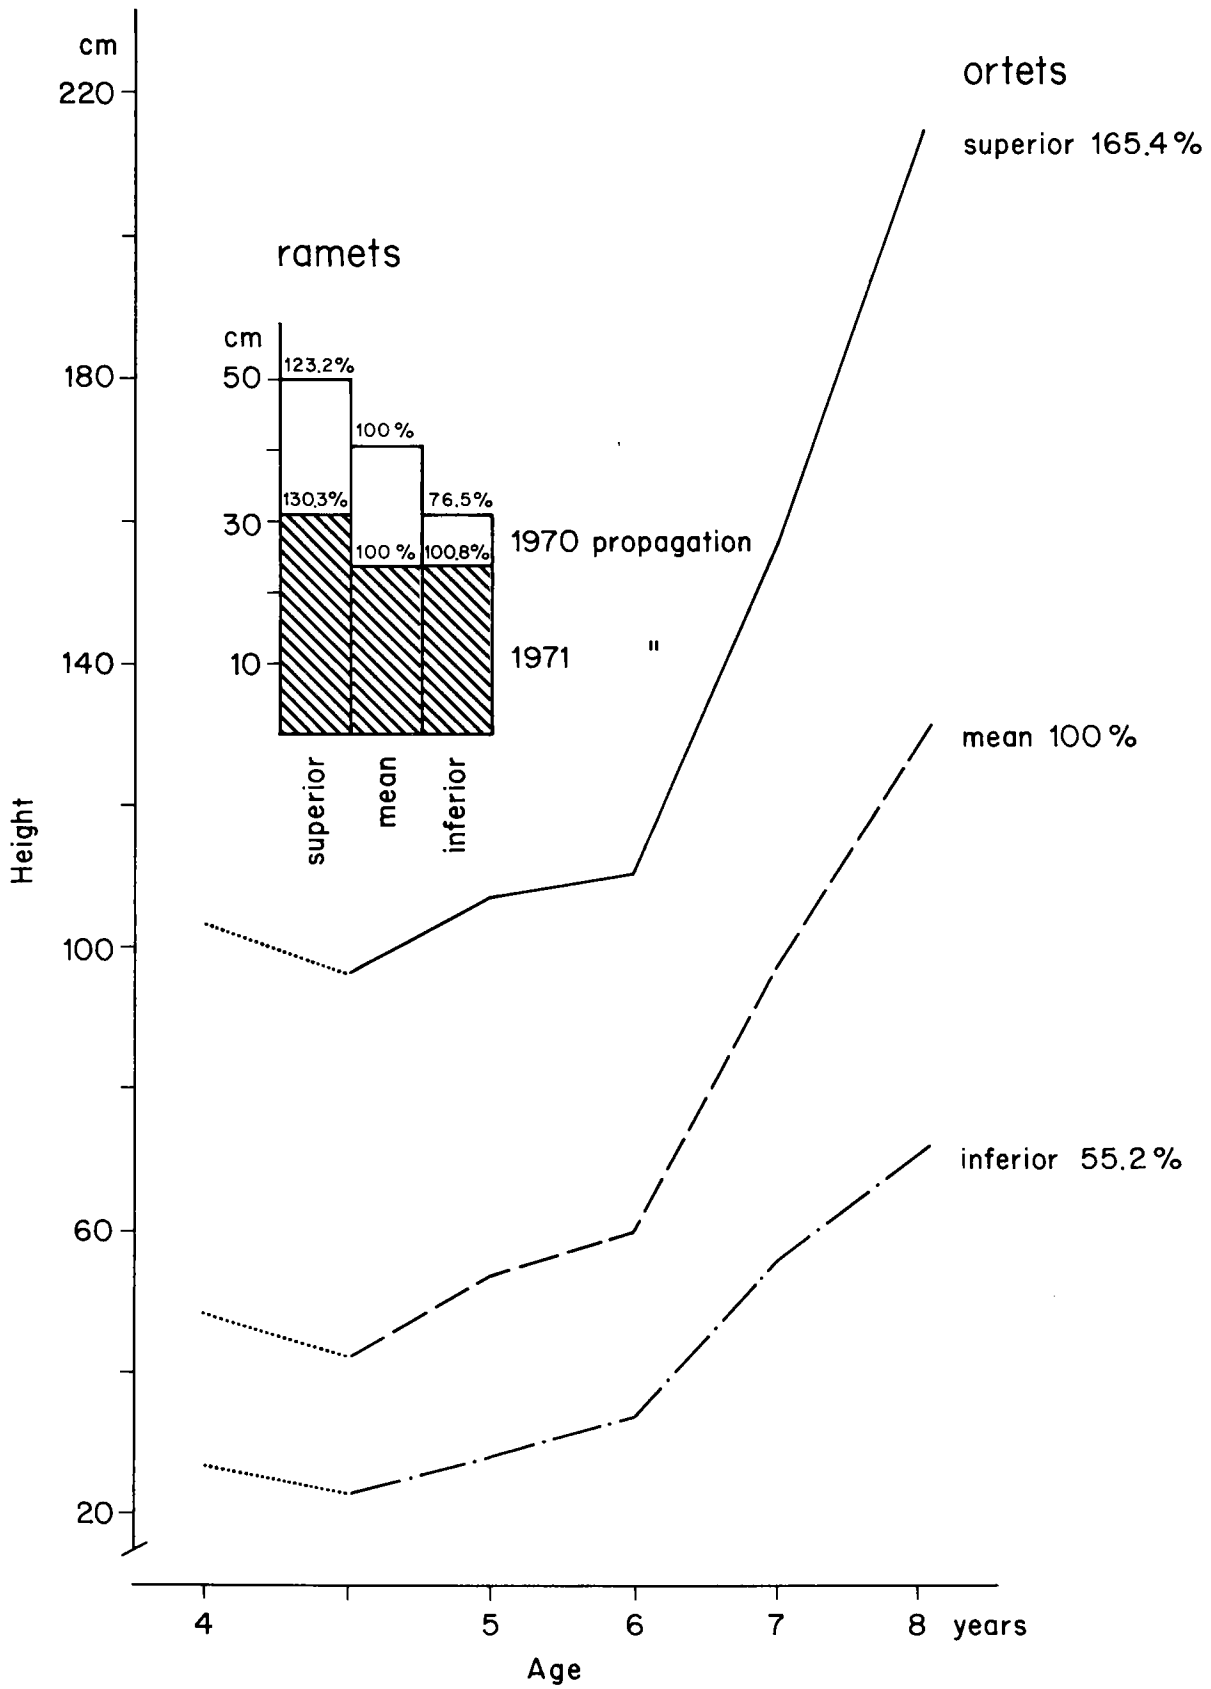 cm
220
180
140
100
60
20
Height
ortets
superior 165.4%
mean 100%
inferior 55.2%
ramets
cm
50
30
10
123.2%
100%
76.5%
130.3%
100%
100.8%
1970 propagation
1971 "
superior
mean
inferior
4 5 6 7 8 years
Age